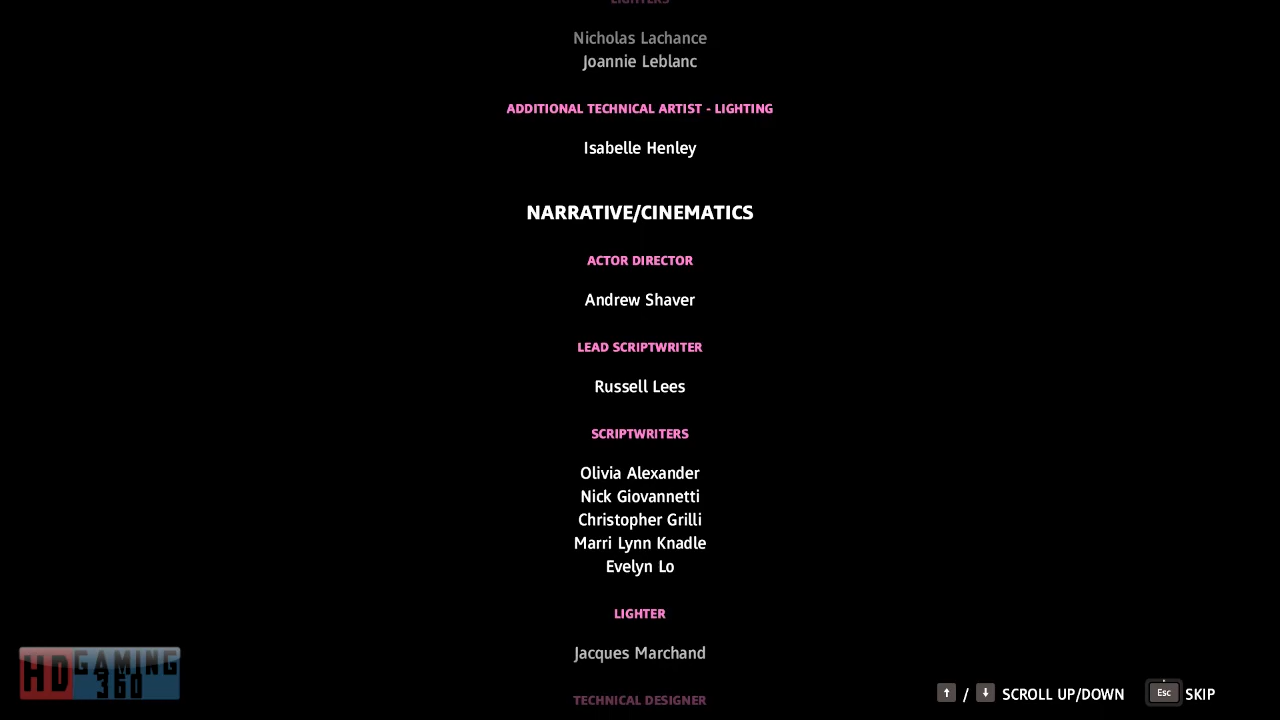 LIGHTERS
Nicholas Lachance
Joannie Leblanc
ADDITIONAL TECHNICAL ARTIST - LIGHTING
Isabelle Henley
NARRATIVE/CINEMATICS
ACTOR DIRECTOR
Andrew Shaver
LEAD SCRIPTWRITER
Russell Lees
SCRIPTWRITERS
Olivia Alexander
Nick Giovannetti
Christopher Grilli
Marri Lynn Knadle
Evelyn Lo
LIGHTER
Jacques Marchand
TECHNICAL DESIGNER
HD GAMING
360
/ SCROLL UP/DOWN Esc SKIP